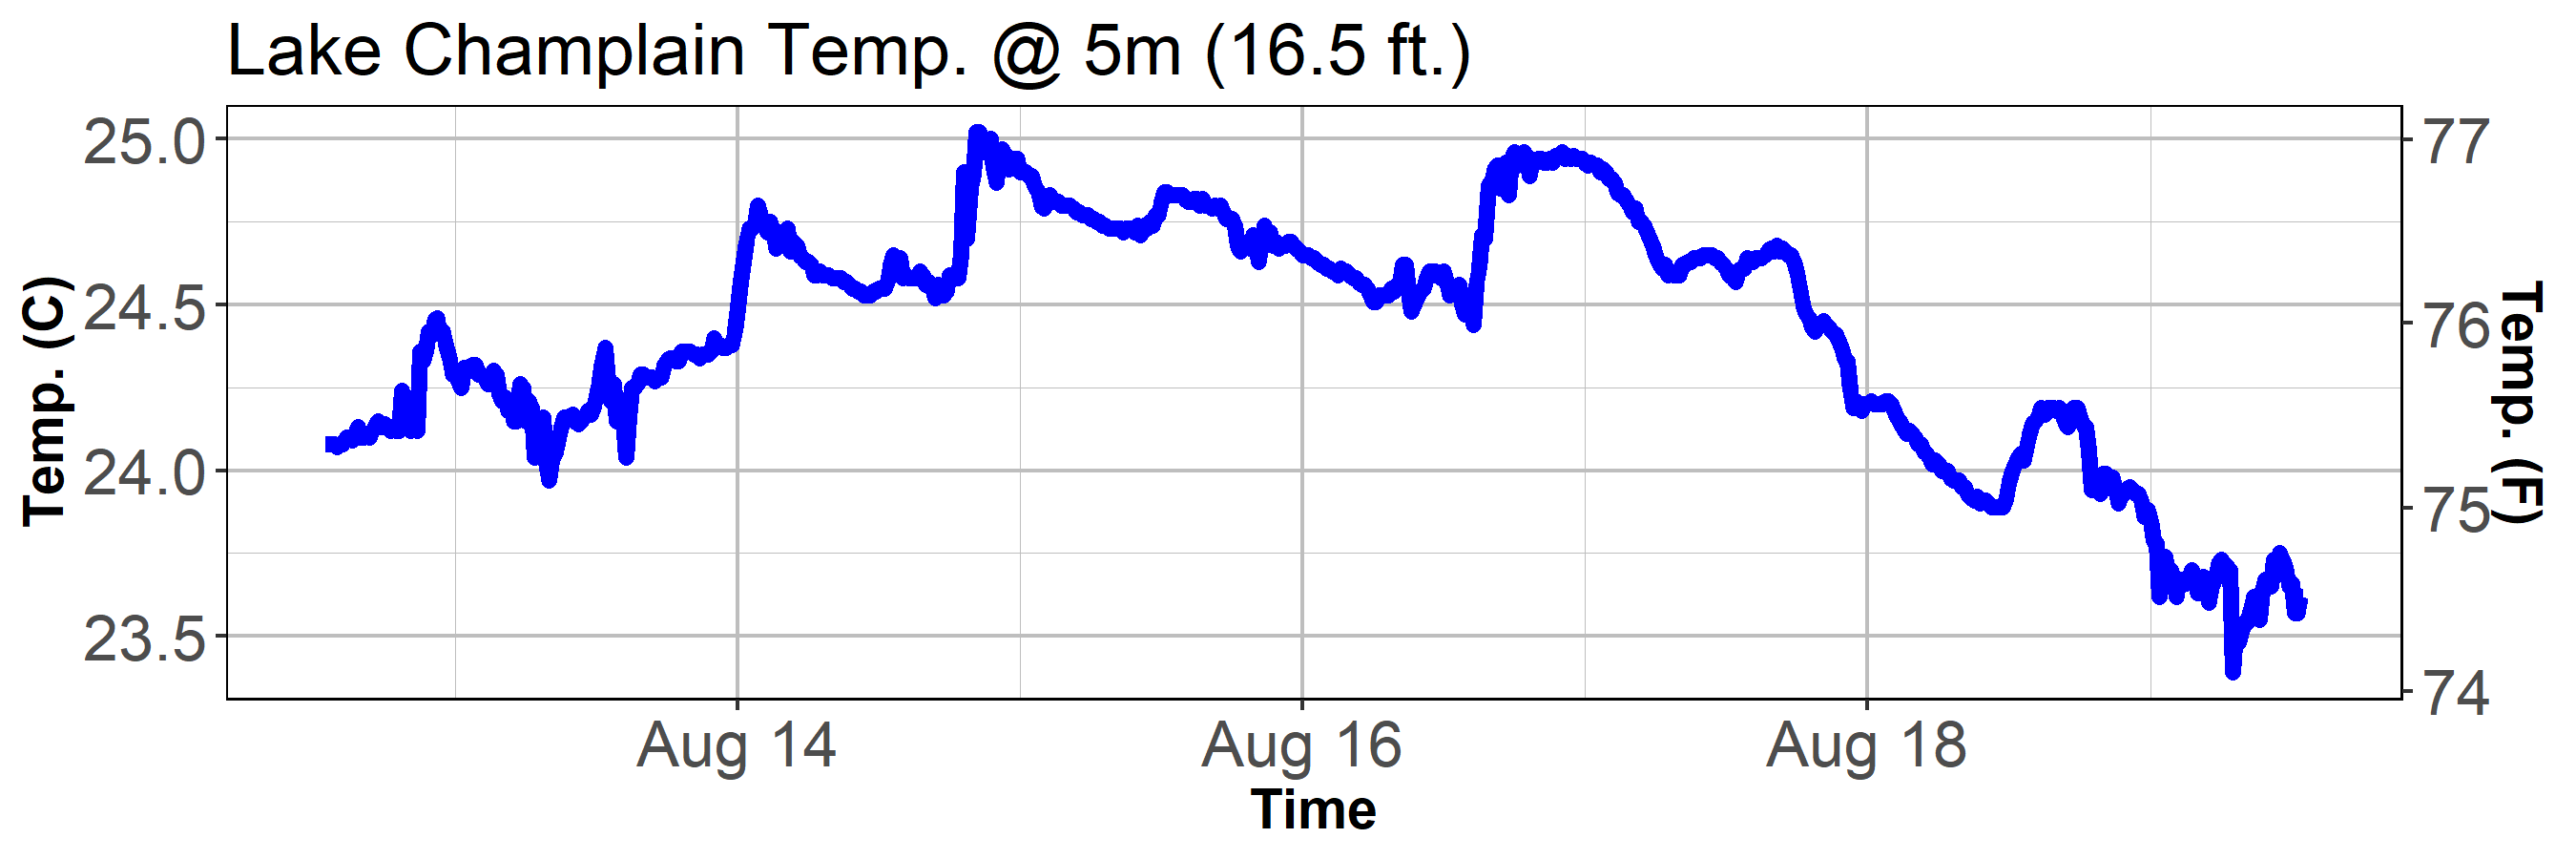 Lake Champlain Temp. @ 5m (16.5 ft.)
Temp. (C)
25.0
24.5
24.0
23.5
77
76
75
74
Temp. (F)
Aug 14 Aug 16 Aug 18
Time